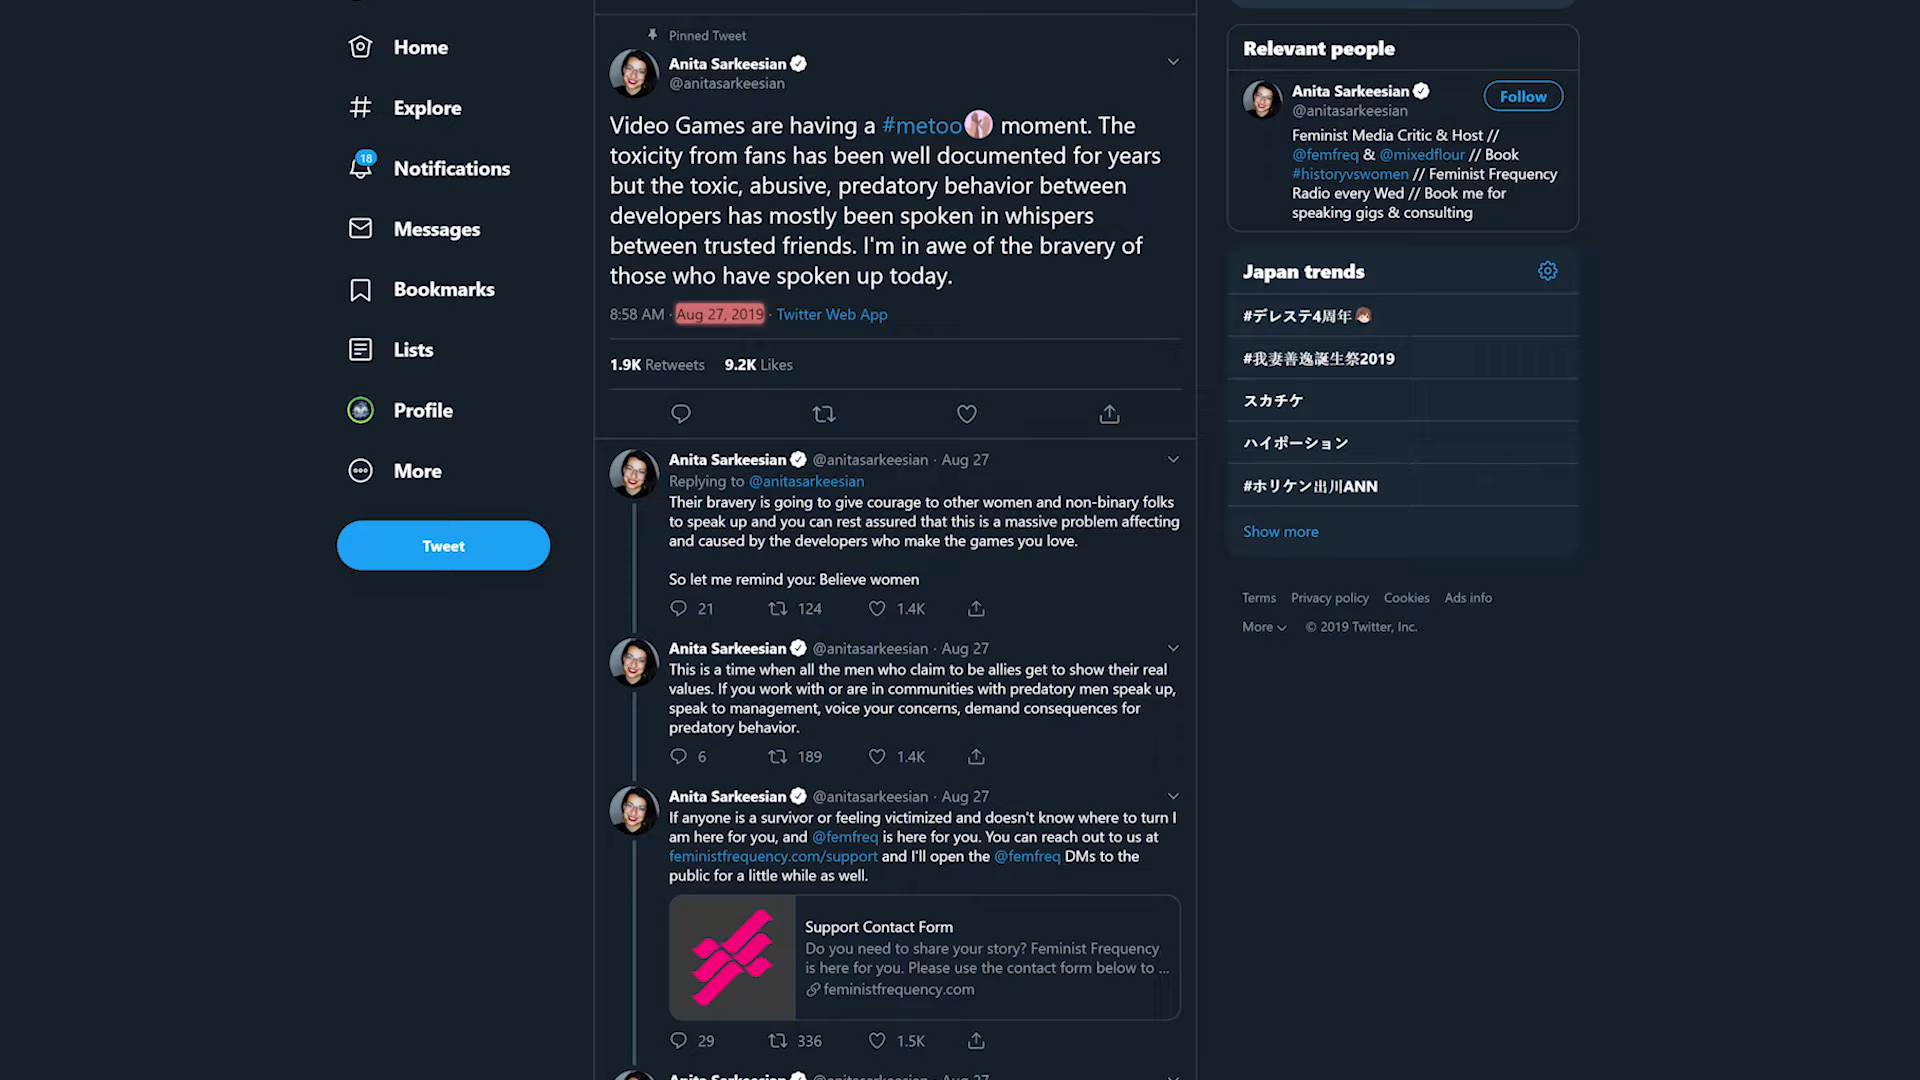 Home
Explore
18
Notifications
Messages
Bookmarks
Lists
Profile
More
Tweet
Pinned Tweet
Anita Sarkeesian
@anitasarkeesian
Video Games are having a #metoo moment. The
toxicity from fans has been well documented for years
but the toxic, abusive, predatory behavior between
developers has mostly been spoken in whispers
between trusted friends. I'm in awe of the bravery of
those who have spoken up today.
8:58 AM · Aug 27, 2019 · Twitter Web App
1.9K Retweets 9.2K Likes
Anita Sarkeesian @anitasarkeesian · Aug 27
Replying to @anitasarkeesian
Their bravery is going to give courage to other women and non-binary folks
to speak up and you can rest assured that this is a massive problem affecting
and caused by the developers who make the games you love.
So let me remind you: Believe women
21 124 1.4K
Anita Sarkeesian @anitasarkeesian · Aug 27
This is a time when all the men who claim to be allies get to show their real
values. If you work with or are in communities with predatory men speak up,
speak to management, voice your concerns, demand consequences for
predatory behavior.
6 189 1.4K
Anita Sarkeesian @anitasarkeesian · Aug 27
If anyone is a survivor or feeling victimized and doesn't know where to turn I
am here for you, and @femfreq is here for you. You can reach out to us at
feministfrequency.com/support and I'll open the @femfreq DMs to the
public for a little while as well.
Support Contact Form
Do you need to share your story? Feminist Frequency
is here for you. Please use the contact form below to ...
feministfrequency.com
29 336 1.5K
Anita Sarkeesian @anitasarkeesian · Aug 27
Relevant people
Anita Sarkeesian
@anitasarkeesian
Follow
Feminist Media Critic & Host //
@femfreq & @mixedflour // Book
#historyvswomen // Feminist Frequency
Radio every Wed // Book me for
speaking gigs & consulting
Japan trends
#デレステ4周年
#我妻善逸誕生祭2019
スカチケ
ハイポーション
#ホリケン出川ANN
Show more
Terms Privacy policy Cookies Ads info
More © 2019 Twitter, Inc.